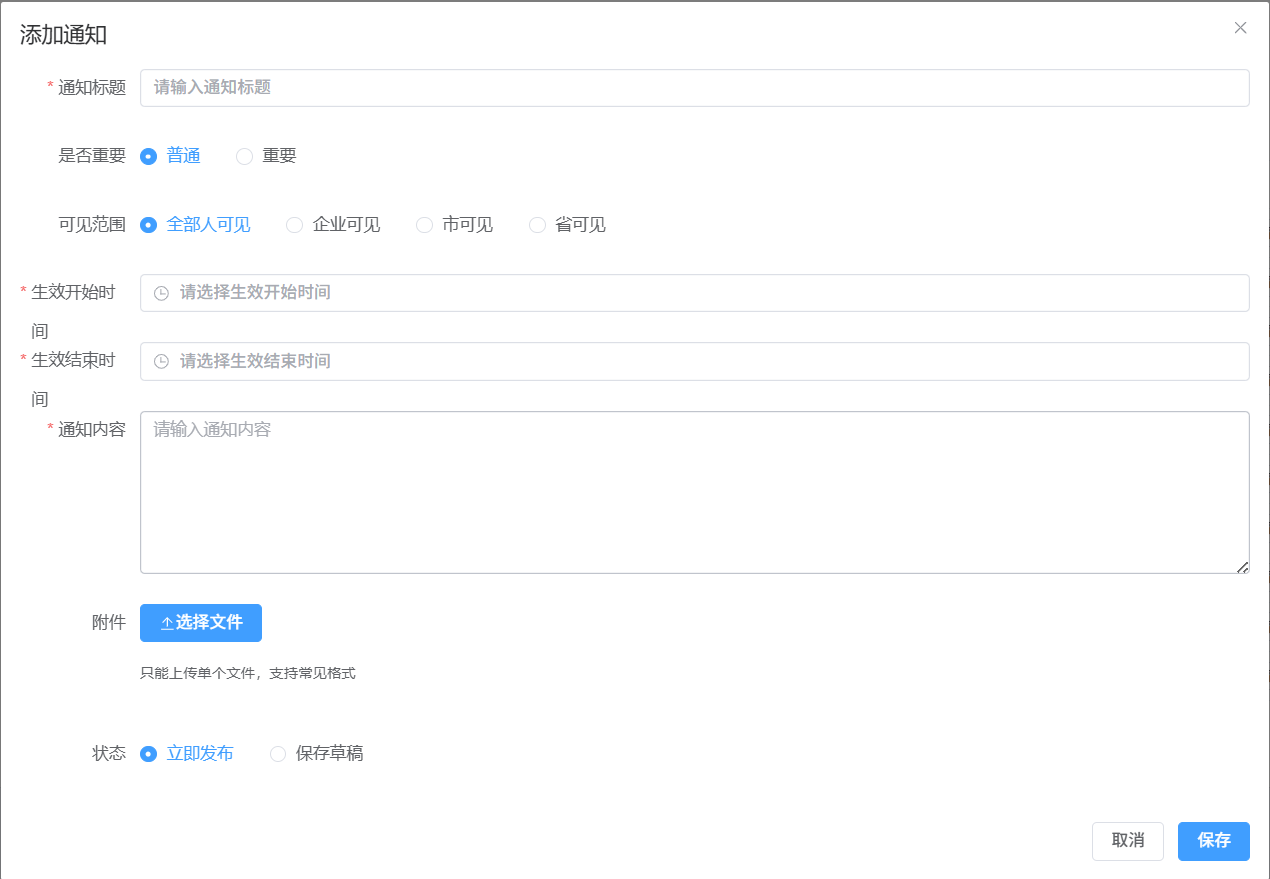 添加通知
* 通知标题 请输入通知标题
是否重要 普通 重要
可见范围 全部人可见 企业可见 市可见 省可见
* 生效开始时 请选择生效开始时间
间
* 生效结束时 请选择生效结束时间
间
* 通知内容 请输入通知内容
附件 选择文件
只能上传单个文件，支持常见格式
状态 立即发布 保存草稿
取消 保存